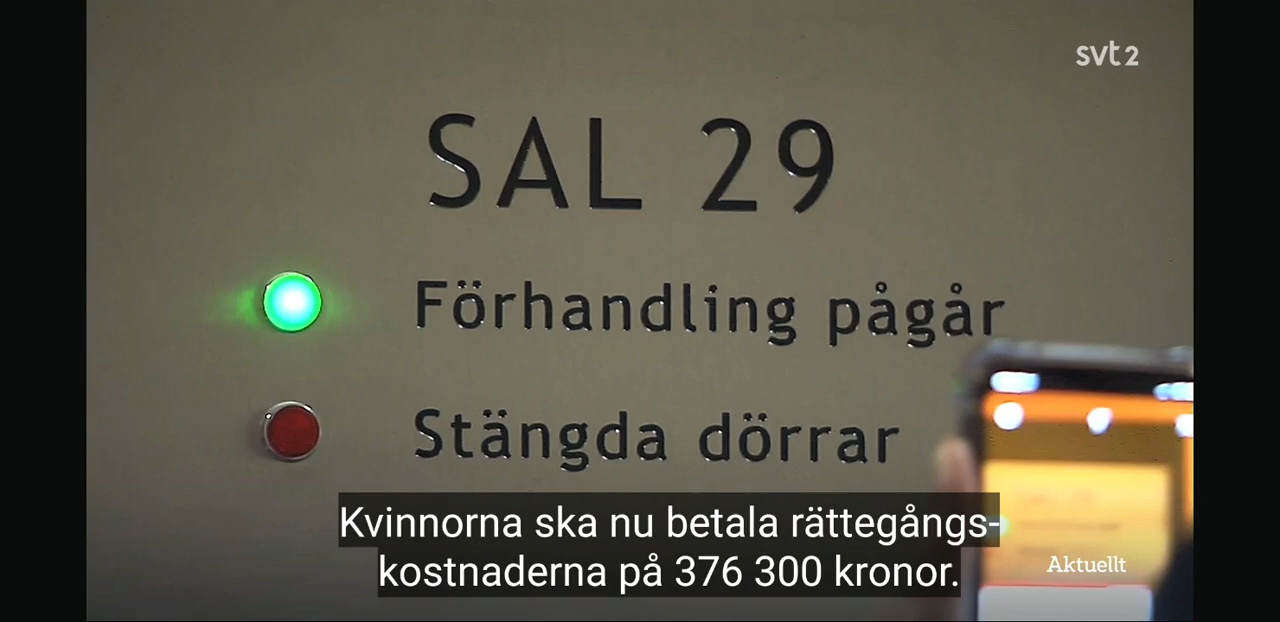 svt2
SAL 29
Förhandling pågår
Stängda dörrar
Kvinnorna ska nu betala rättegångs-
kostnaderna på 376 300 kronor.
Aktuellt